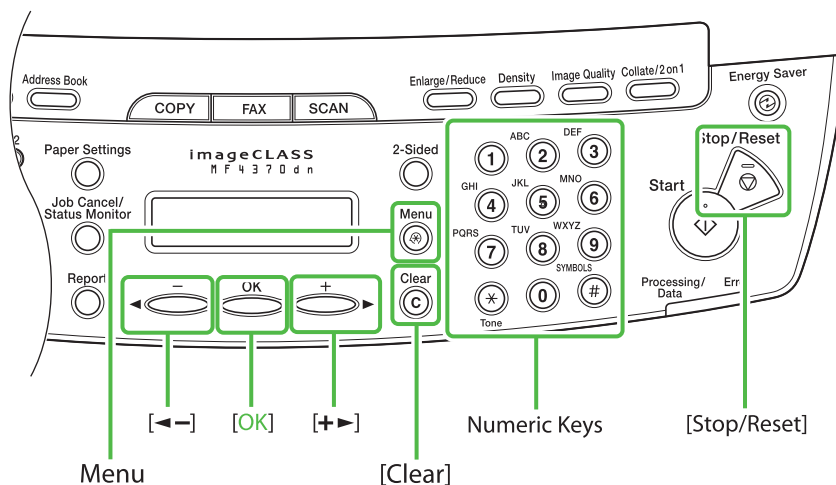 Address Book
COPY
FAX
SCAN
Enlarge/Reduce
Density
Image Quality
Collate/2 on 1
Energy Saver
Paper Settings
imageCLASS
MF4370dn
2-Sided
Job Cancel/
Status Monitor
Menu
Report
◄ −
OK
+ ►
Clear
C
1
ABC
2
DEF
3
GHI
4
JKL
5
MNO
6
PQRS
7
TUV
8
WXYZ
9
SYMBOLS
*
Tone
0
#
Start
Stop/Reset
Processing/
Data
[◄−]
[OK]
[+►]
Numeric Keys
[Stop/Reset]
Menu
[Clear]